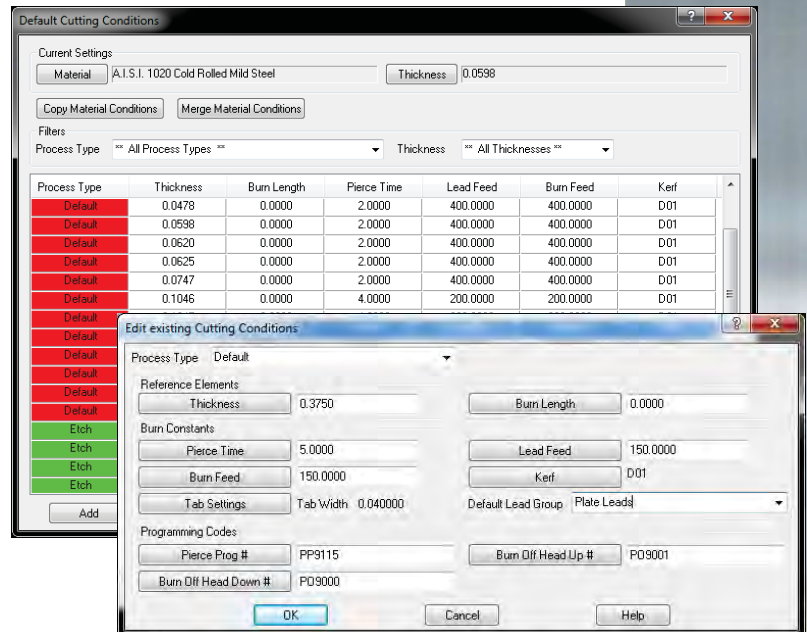 Default Cutting Conditions
Current Settings
Material A.I.S.I. 1020 Cold Rolled Mild Steel Thickness 0.0598
Copy Material Conditions Merge Material Conditions
Filters
Process Type ** All Process Types ** Thickness ** All Thicknesses **
Process Type Thickness Burn Length Pierce Time Lead Feed Burn Feed Kerf
Default 0.0478 0.0000 2.0000 400.0000 400.0000 D01
Default 0.0598 0.0000 2.0000 400.0000 400.0000 D01
Default 0.0620 0.0000 2.0000 400.0000 400.0000 D01
Default 0.0625 0.0000 2.0000 400.0000 400.0000 D01
Default 0.0747 0.0000 2.0000 400.0000 400.0000 D01
Default 0.1046 0.0000 4.0000 200.0000 200.0000 D01
Default
Default
Default
Default
Default
Default
Etch
Etch
Etch
Etch
Add
Edit existing Cutting Conditions
Process Type Default
Reference Elements
Thickness 0.3750 Burn Length 0.0000
Burn Constants
Pierce Time 5.0000 Lead Feed 150.0000
Burn Feed 150.0000 Kerf D01
Tab Settings Tab Width 0.040000 Default Lead Group Plate Leads
Programming Codes
Pierce Prog # PP9115 Burn Off Head Up # PO9001
Burn Off Head Down # PO9000
OK Cancel Help